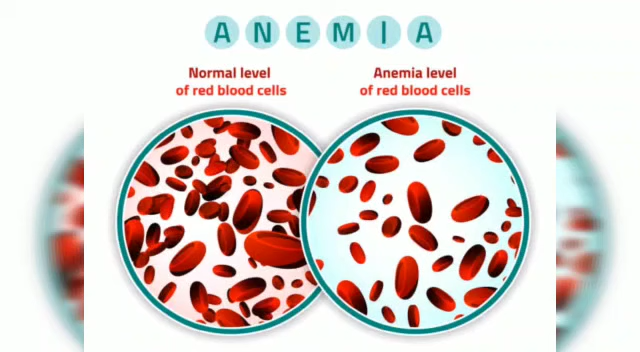 ANEMIA
Normal level
of red blood cells
Anemia level
of red blood cells